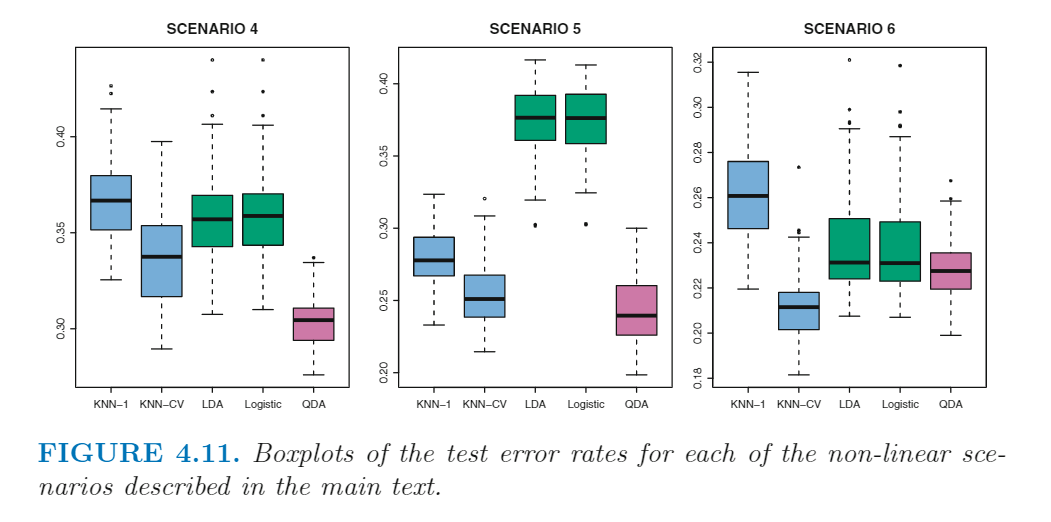 SCENARIO 4
0.40
0.35
0.30
KNN–1 KNN–CV LDA Logistic QDA
SCENARIO 5
0.40
0.35
0.30
0.25
0.20
KNN–1 KNN–CV LDA Logistic QDA
SCENARIO 6
0.32
0.30
0.28
0.26
0.24
0.22
0.20
0.18
KNN–1 KNN–CV LDA Logistic QDA
FIGURE 4.11. Boxplots of the test error rates for each of the non-linear sce-
narios described in the main text.